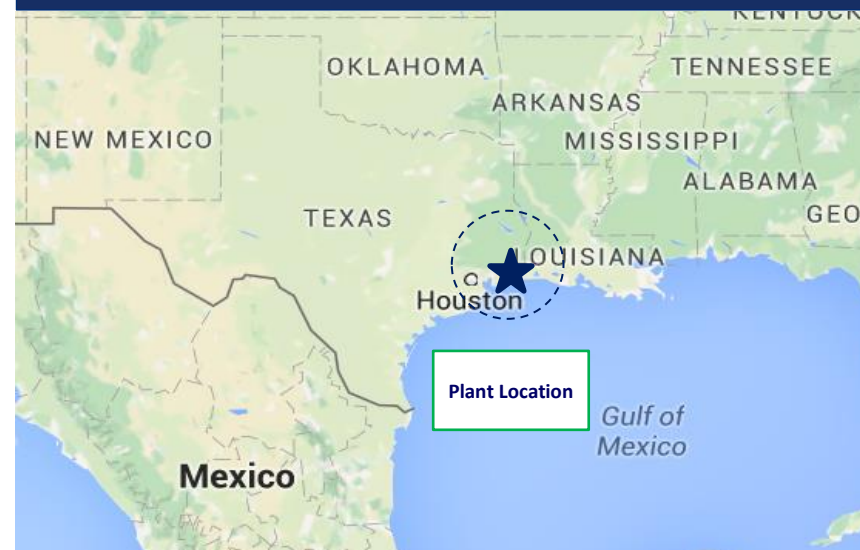 KENTUCK
OKLAHOMA
TENNESSEE
ARKANSAS
NEW MEXICO
MISSISSIPPI
ALABAMA
TEXAS
GEO
LOUISIANA
Houston
Plant Location
Gulf of
Mexico
Mexico